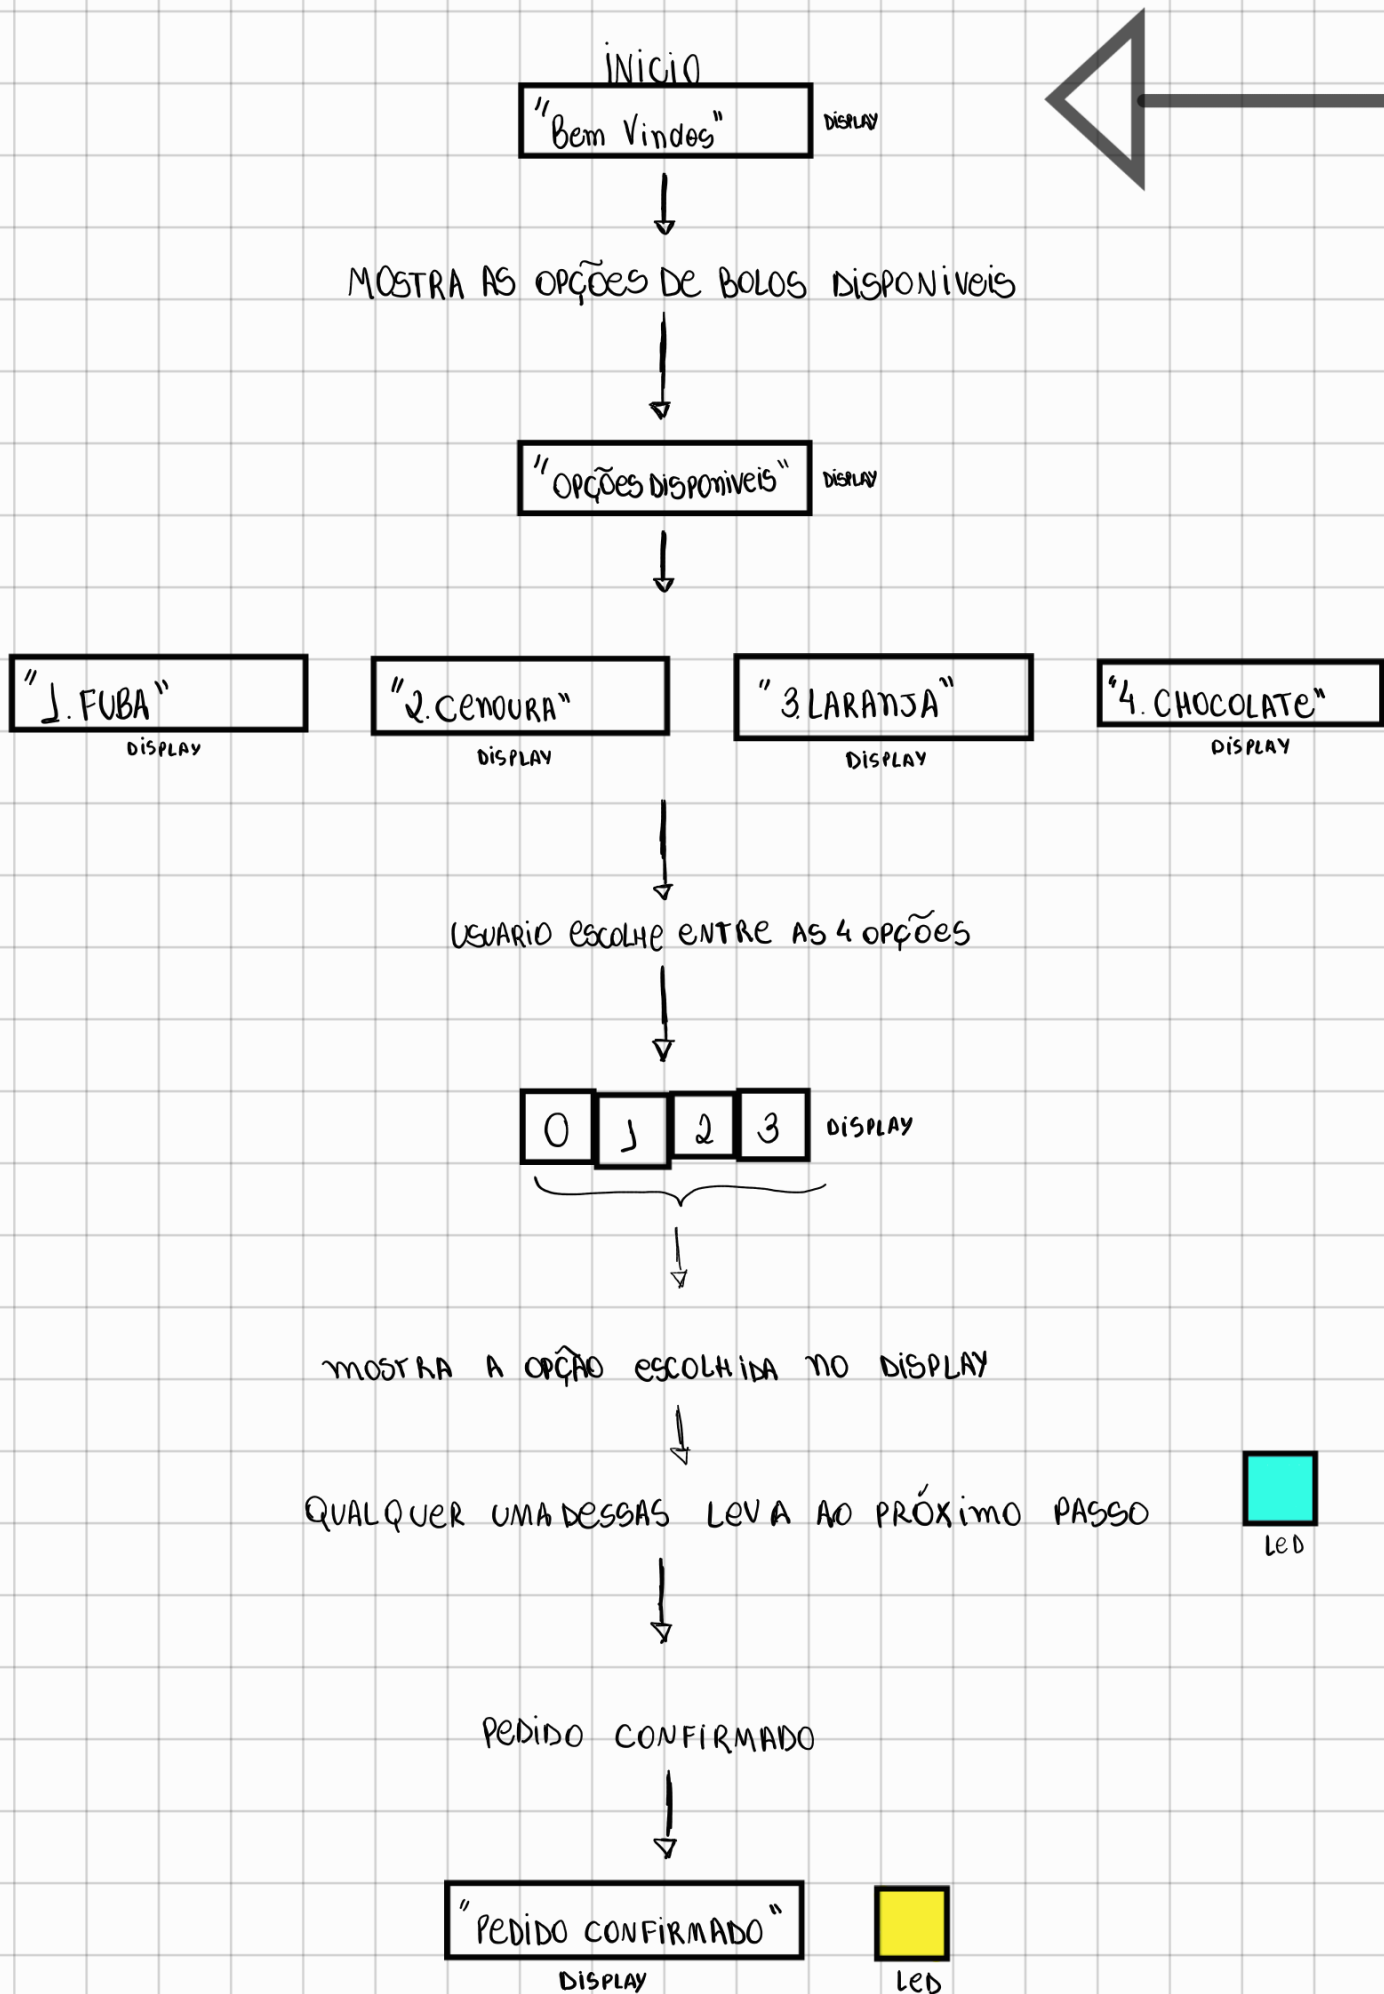 INICIO
"Bem Vindos"
DISPLAY
MOSTRA AS OPÇÕES DE BOLOS DISPONIVEIS
"OPÇÕES DISPONIVEIS"
DISPLAY
"1. FUBA"
DISPLAY
"2. CENOURA"
DISPLAY
"3. LARANJA"
DISPLAY
"4. CHOCOLATE"
DISPLAY
USUARIO ESCOLHE ENTRE AS 4 OPÇÕES
0 1 2 3
DISPLAY
MOSTRA A OPÇÃO ESCOLHIDA NO DISPLAY
QUALQUER UMA DESSAS LEVA AO PRÓXIMO PASSO
LED
PEDIDO CONFIRMADO
"PEDIDO CONFIRMADO"
DISPLAY
LED